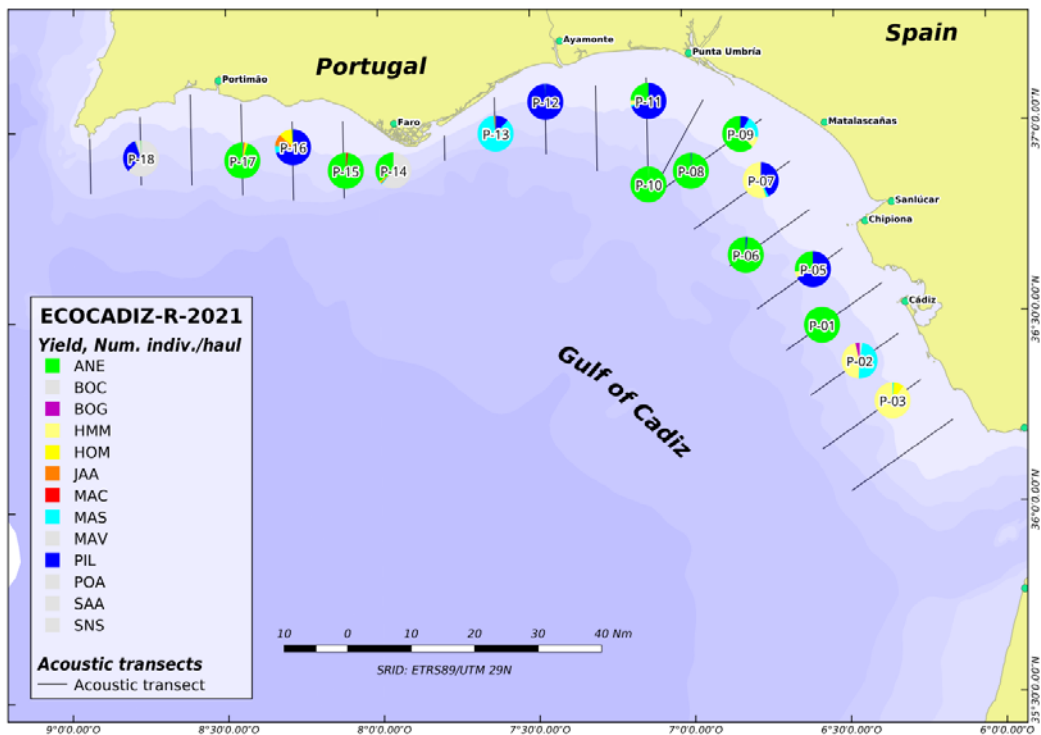 Spain
Ayamonte
Punta Umbría
Portugal
Portimão
Faro
Matalascañas
P-12
P-11
P-13
P-09
P-16
P-18
P-17
P-15
P-14
P-08
P-10
P-07
Sanlúcar
Chipiona
P-06
P-05
Cádiz
P-01
P-02
P-03
Gulf of Cadiz
ECOCADIZ-R-2021
Yield, Num. indiv./haul
ANE
BOC
BOG
HMM
HOM
JAA
MAC
MAS
MAV
PIL
POA
SAA
SNS
Acoustic transects
Acoustic transect
10 0 10 20 30 40 Nm
SRID: ETRS89/UTM 29N
37°0'0.00"N
36°30'0.00"N
36°0'0.00"N
35°30'0.00"N
9°0'0.00"O 8°30'0.00"O 8°0'0.00"O 7°30'0.00"O 7°0'0.00"O 6°30'0.00"O 6°0'0.00"O